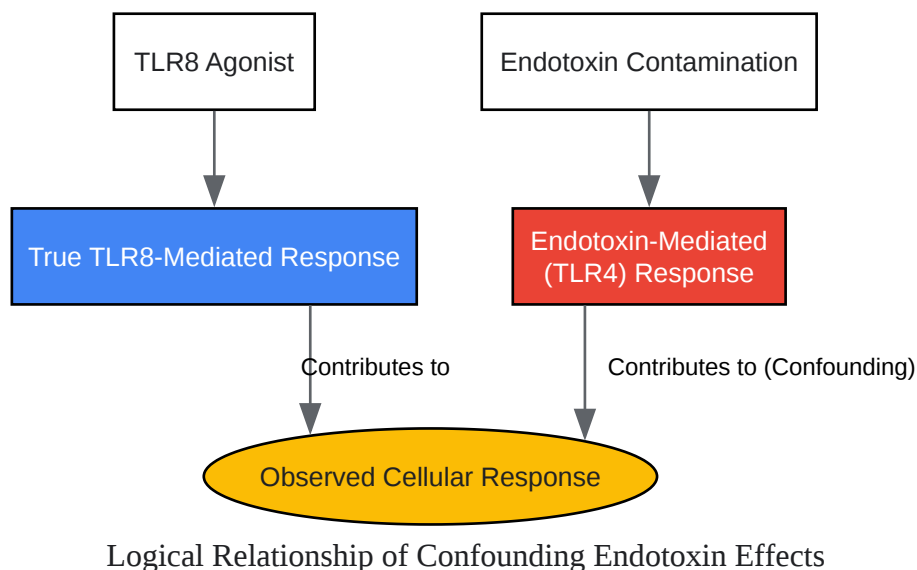 TLR8 Agonist
Endotoxin Contamination
True TLR8-Mediated Response
Endotoxin-Mediated
(TLR4) Response
Contributes to
Contributes to (Confounding)
Observed Cellular Response
Logical Relationship of Confounding Endotoxin Effects